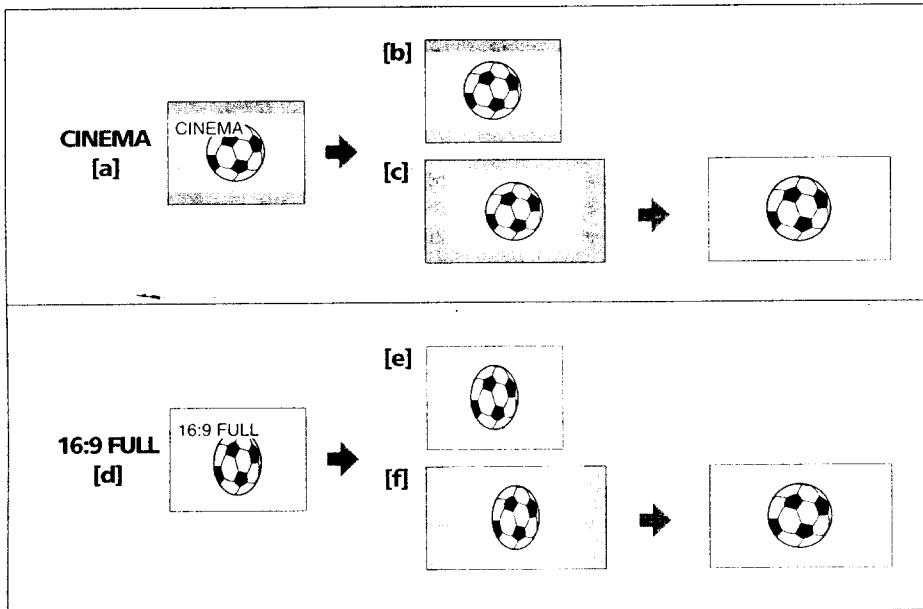 [b]
CINEMA
[a]
CINEMA
[c]
[e]
16:9 FULL
[d]
16:9 FULL
[f]